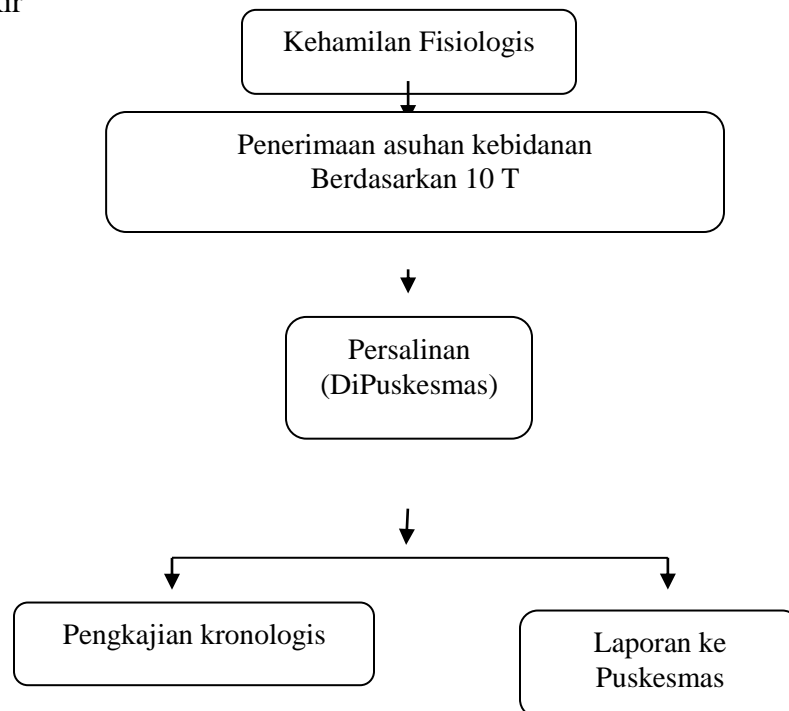 Kehamilan Fisiologis
Penerimaan asuhan kebidanan
Berdasarkan 10 T
Persalinan
(DiPuskesmas)
Pengkajian kronologis
Laporan ke
Puskesmas